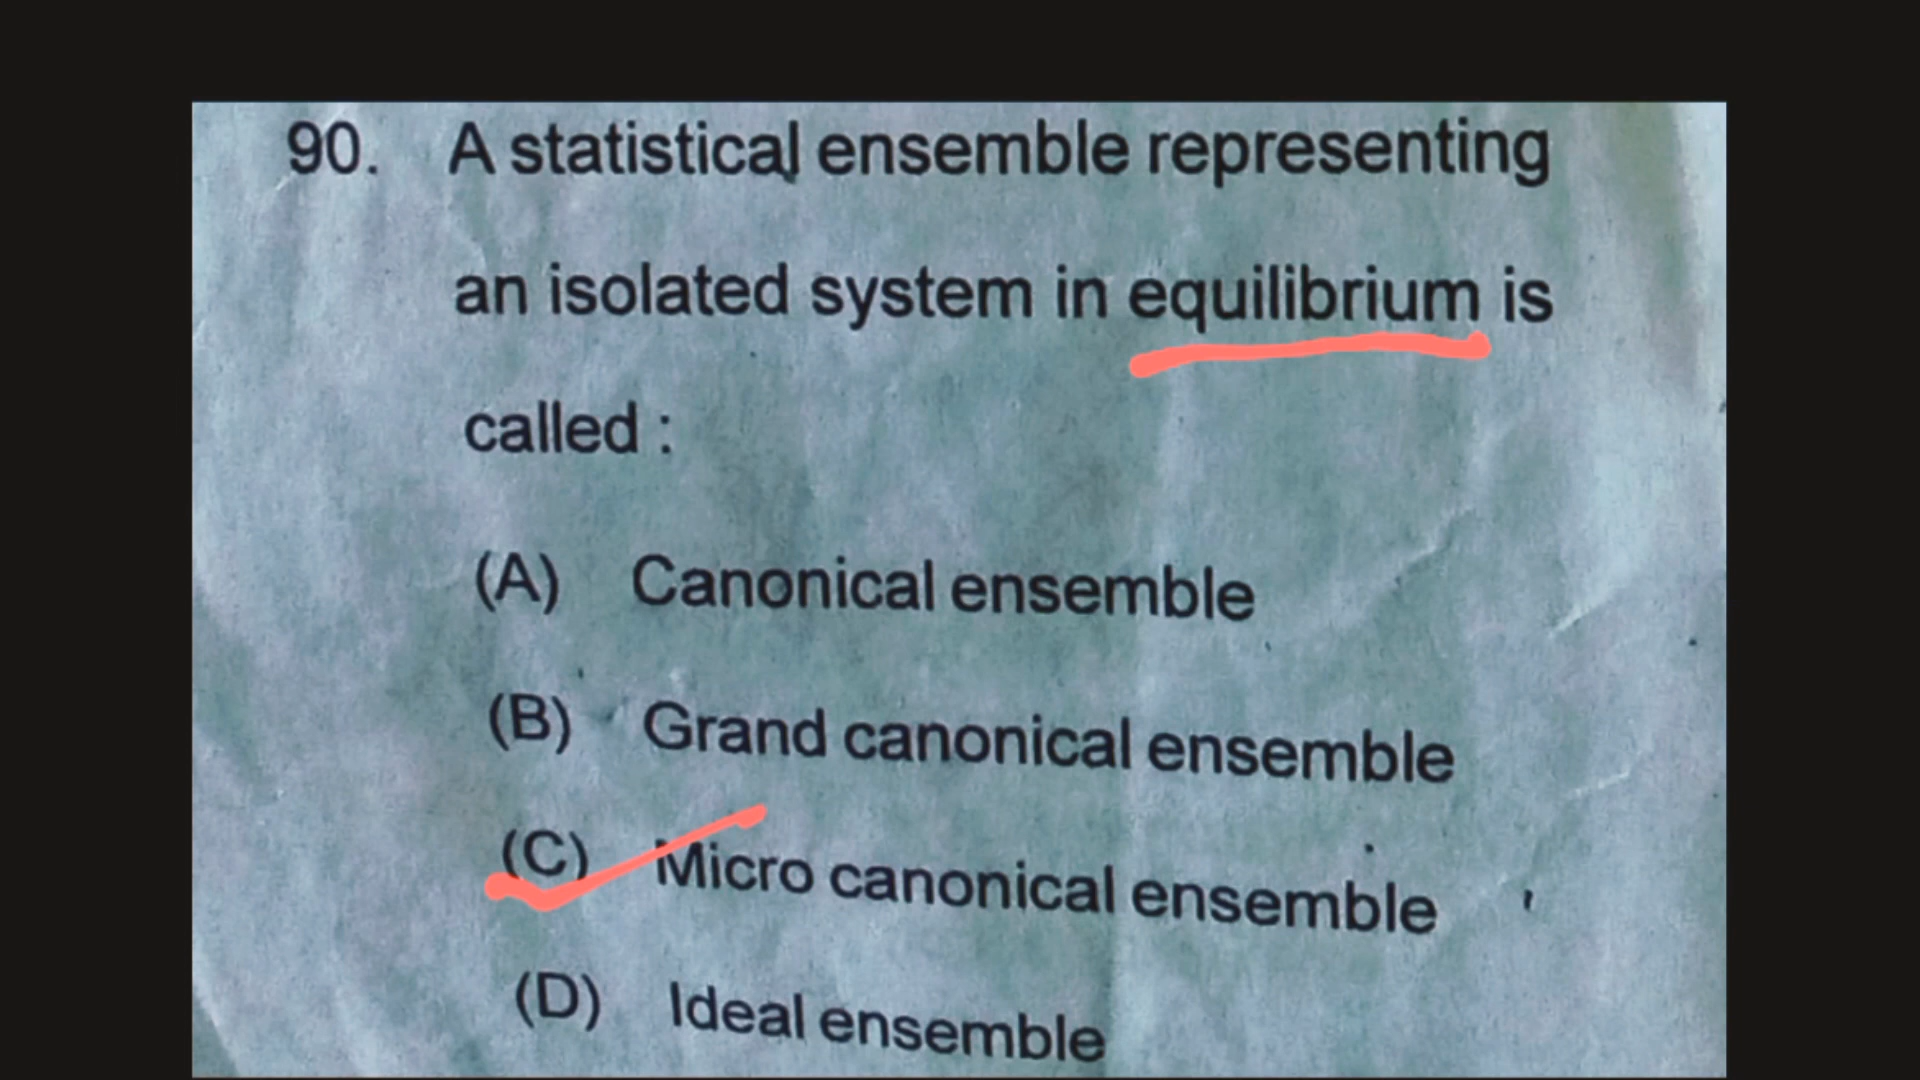 90. A statistical ensemble representing
an isolated system in equilibrium is
called :
(A) Canonical ensemble
(B) Grand canonical ensemble
(C) Micro canonical ensemble
(D) Ideal ensemble